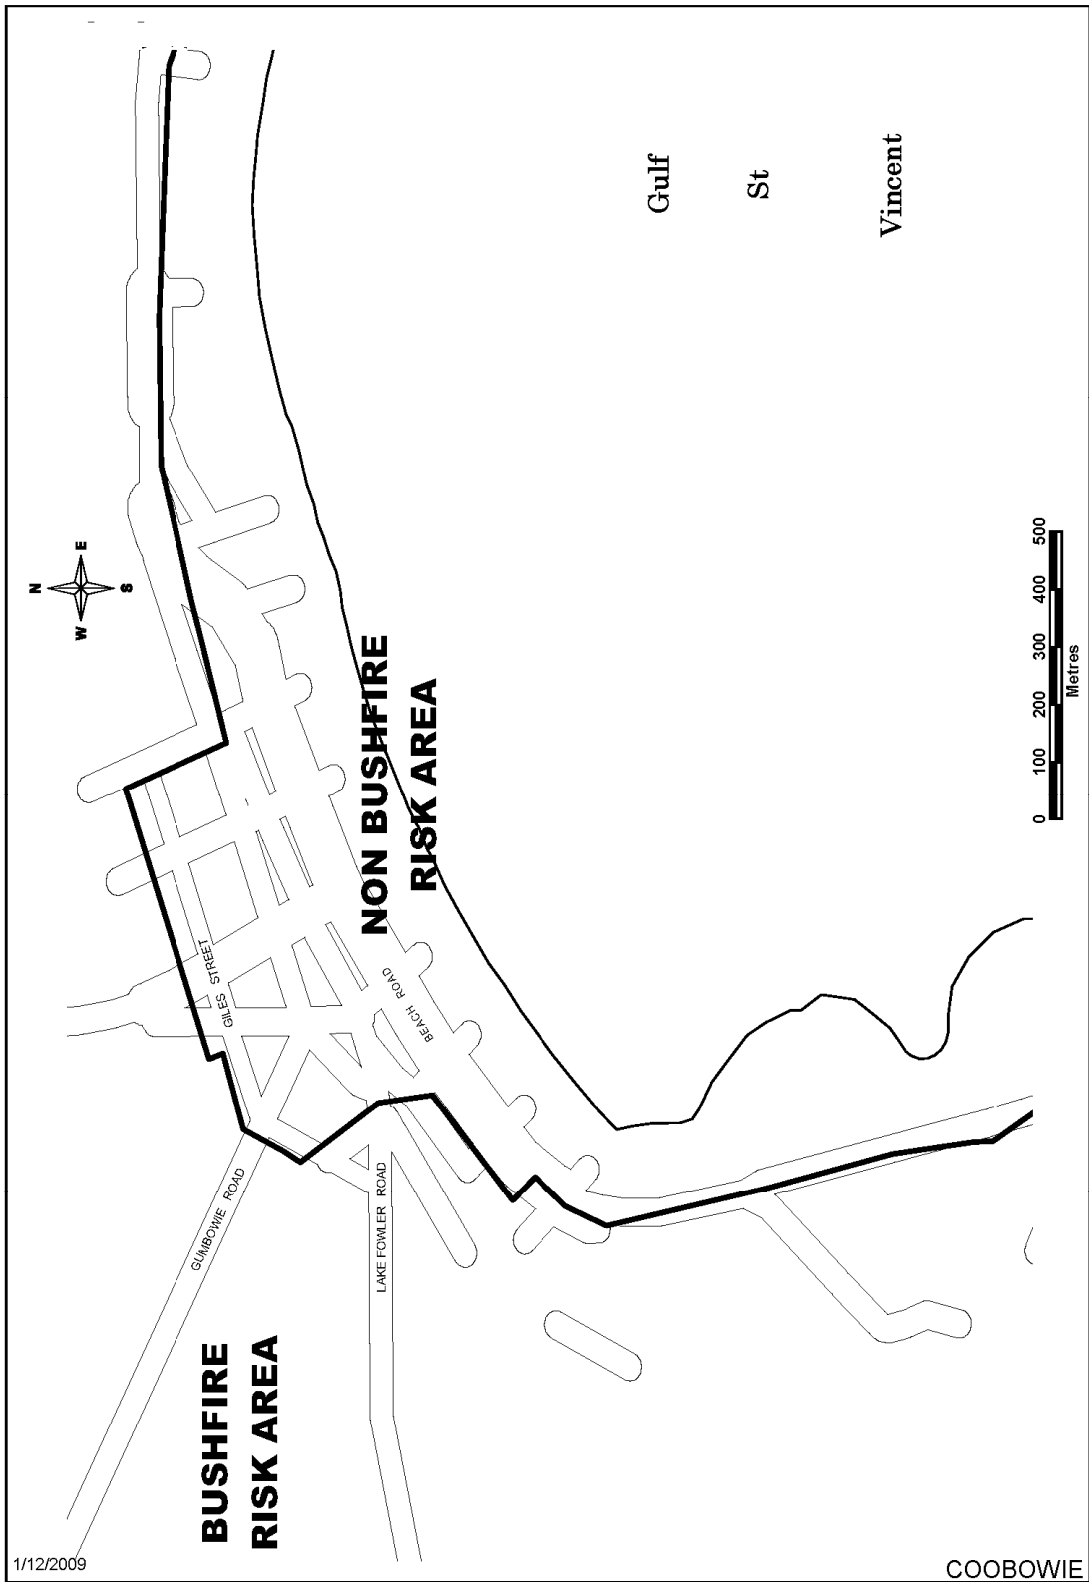 Gulf
St
Vincent
N
W E
S
NON BUSHFIRE
RISK AREA
GILES STREET
BEACH ROAD
GUMBOWIE ROAD
LAKE FOWLER ROAD
BUSHFIRE
RISK AREA
0 100 200 300 400 500
Metres
1/12/2009
COOBOWIE